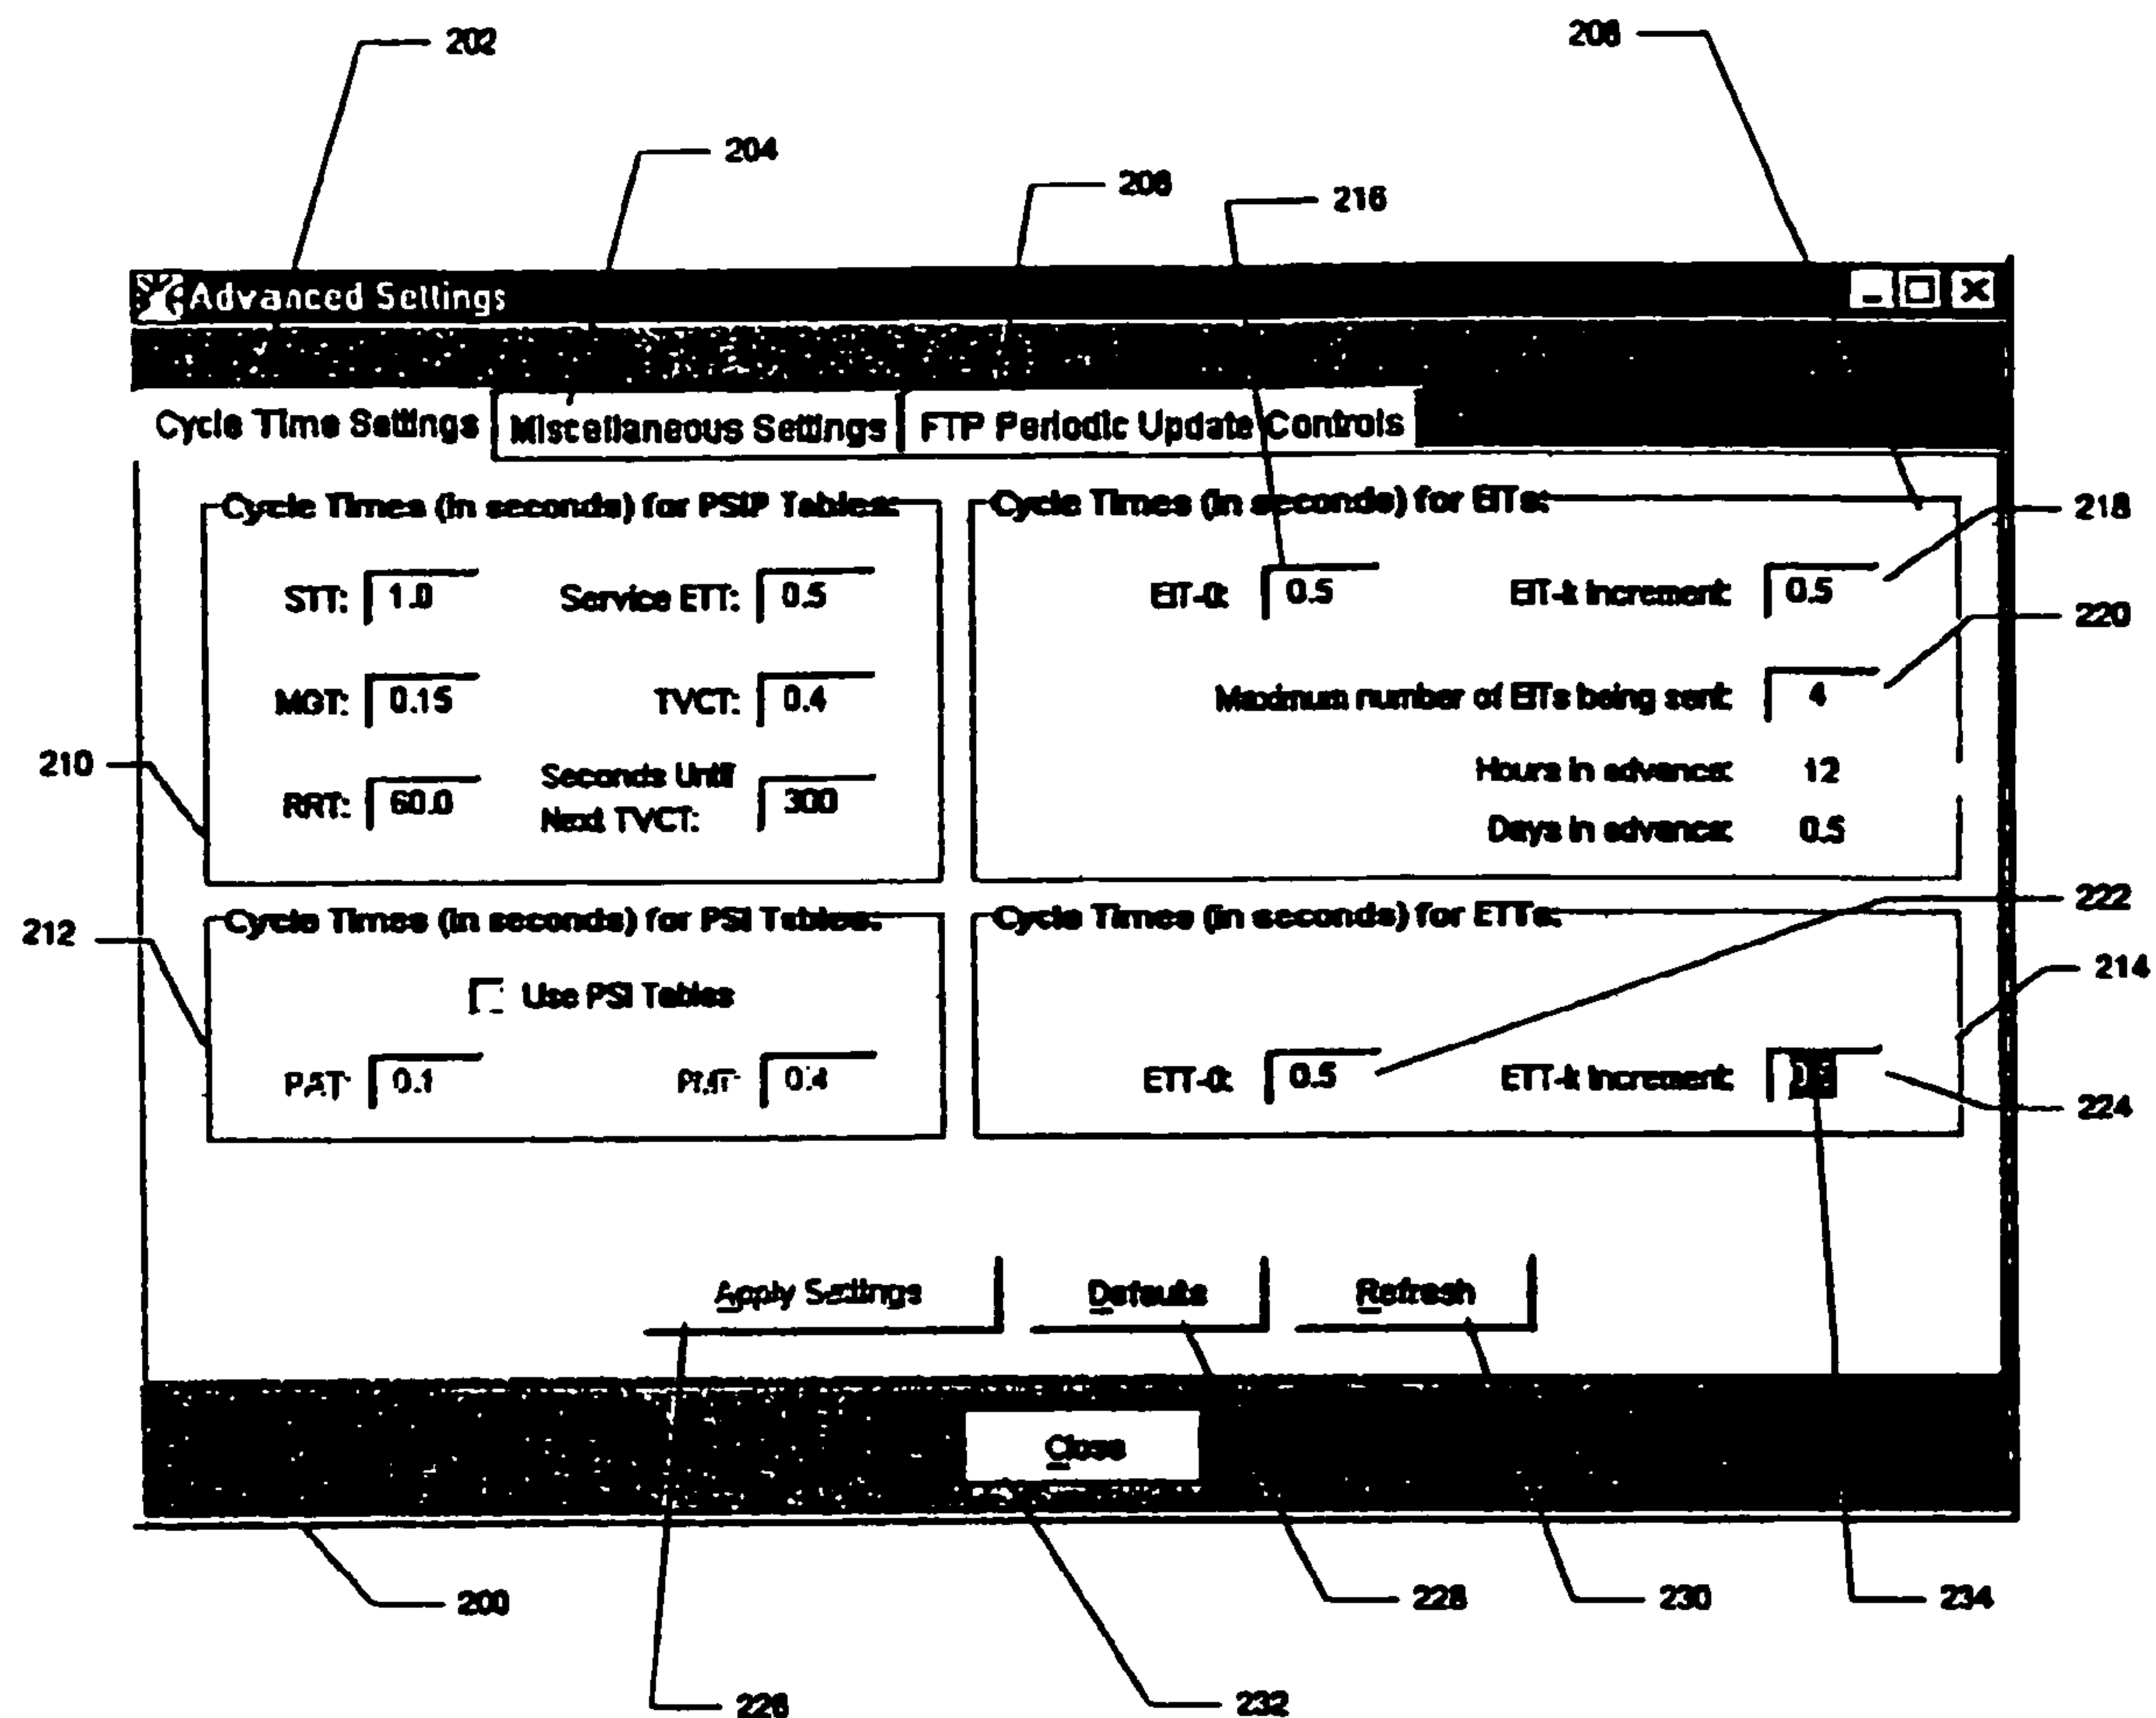 202
208
204
206
216
Advanced Settings
Cycle Time Settings
Miscellaneous Settings
FTP Periodic Update Controls
Cycle Times (in seconds) for PSIP Tables:
STT: 1.0
Service ETT: 0.5
MGT: 0.15
TVCT: 0.4
RRT: 60.0
Seconds Until
Next TVCT: 300
210
Cycle Times (in seconds) for EITs:
EIT-0: 0.5
EIT-k Increment: 0.5
Maximum number of EITs being sent: 4
Hours in advance: 12
Days in advance: 0.5
218
220
Cycle Times (in seconds) for PSI Tables:
Use PSI Tables
PAT: 0.1
PMT: 0.4
212
Cycle Times (in seconds) for ETTs:
ETT-0: 0.5
ETT-k Increment:
222
214
224
Apply Settings
Defaults
Refresh
Close
200
228
230
234
226
232